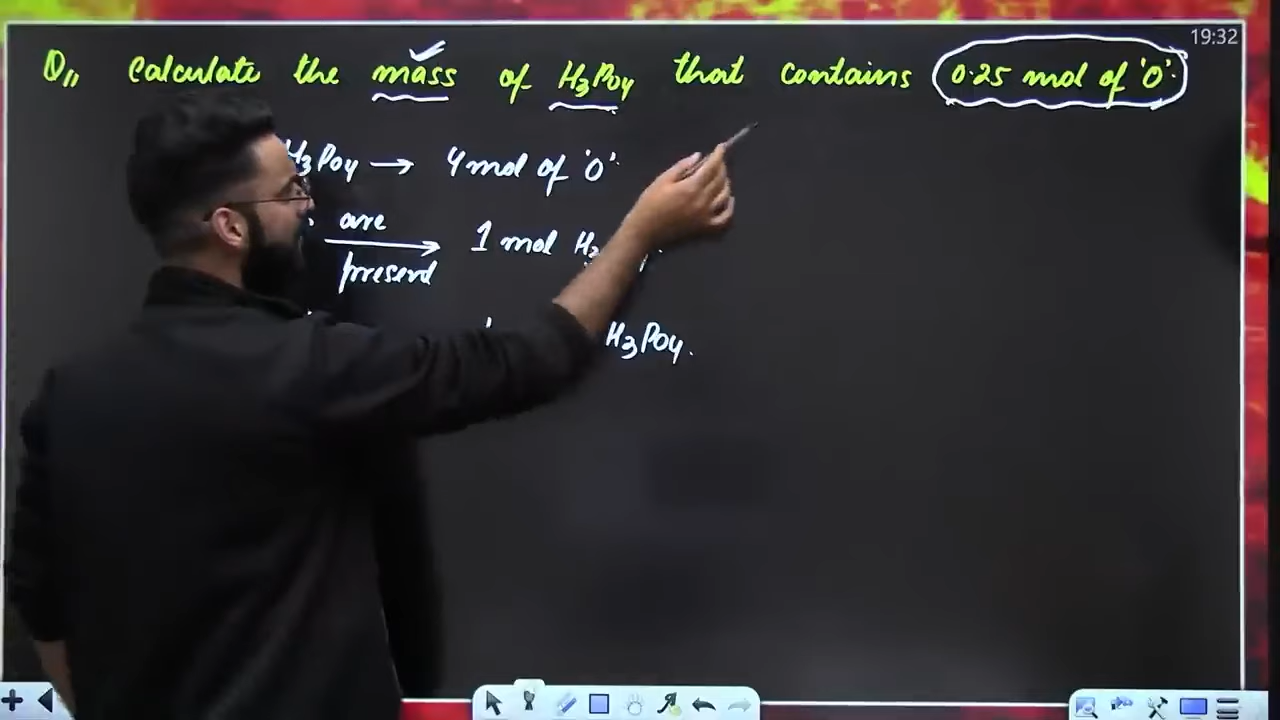 19:32
Q,, Calculate the mass of H3PO4 that contains 0.25 mol of 'O'.
H3PO4 → 4 mol of 'O'.
are
present
1 mol
H3PO4.